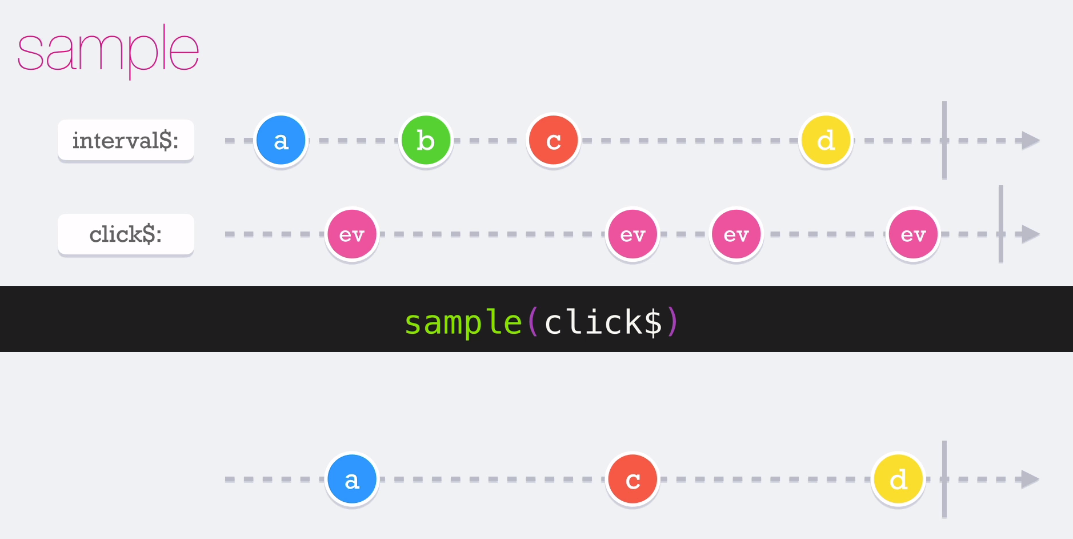 sample
interval$:
a b c d
click$:
ev ev ev ev
sample(click$)
a c d